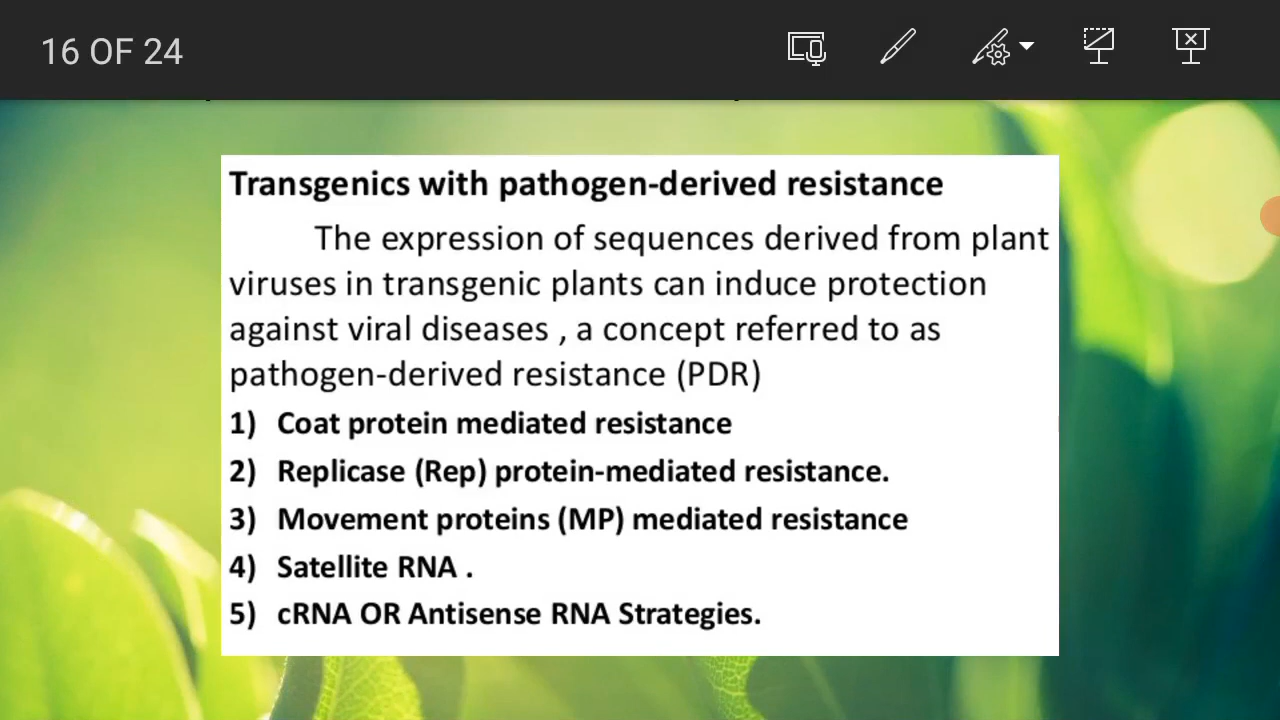 16 OF 24
Transgenics with pathogen-derived resistance
The expression of sequences derived from plant
viruses in transgenic plants can induce protection
against viral diseases , a concept referred to as
pathogen-derived resistance (PDR)
1) Coat protein mediated resistance
2) Replicase (Rep) protein-mediated resistance.
3) Movement proteins (MP) mediated resistance
4) Satellite RNA .
5) cRNA OR Antisense RNA Strategies.